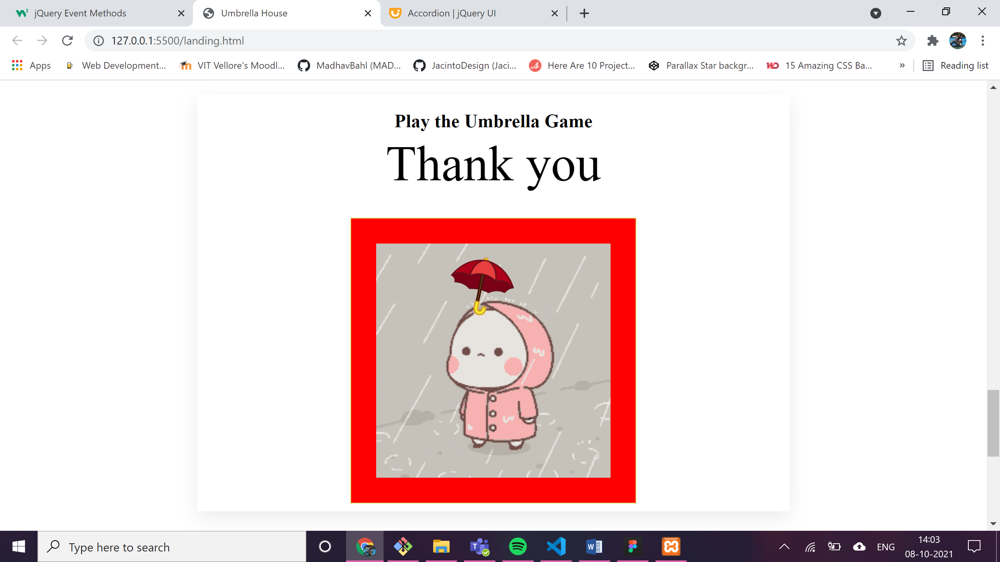 jQuery Event Methods
Umbrella House
Accordion | jQuery UI
127.0.0.1:5500/landing.html
Apps
Web Development...
VIT Vellore's Moodl...
MadhavBahl (MAD...
JacintoDesign (Jaci...
Here Are 10 Project...
Parallax Star backgr...
15 Amazing CSS Ba...
»
Reading list
Play the Umbrella Game
Thank you
Type here to search
ENG
14:03
08-10-2021